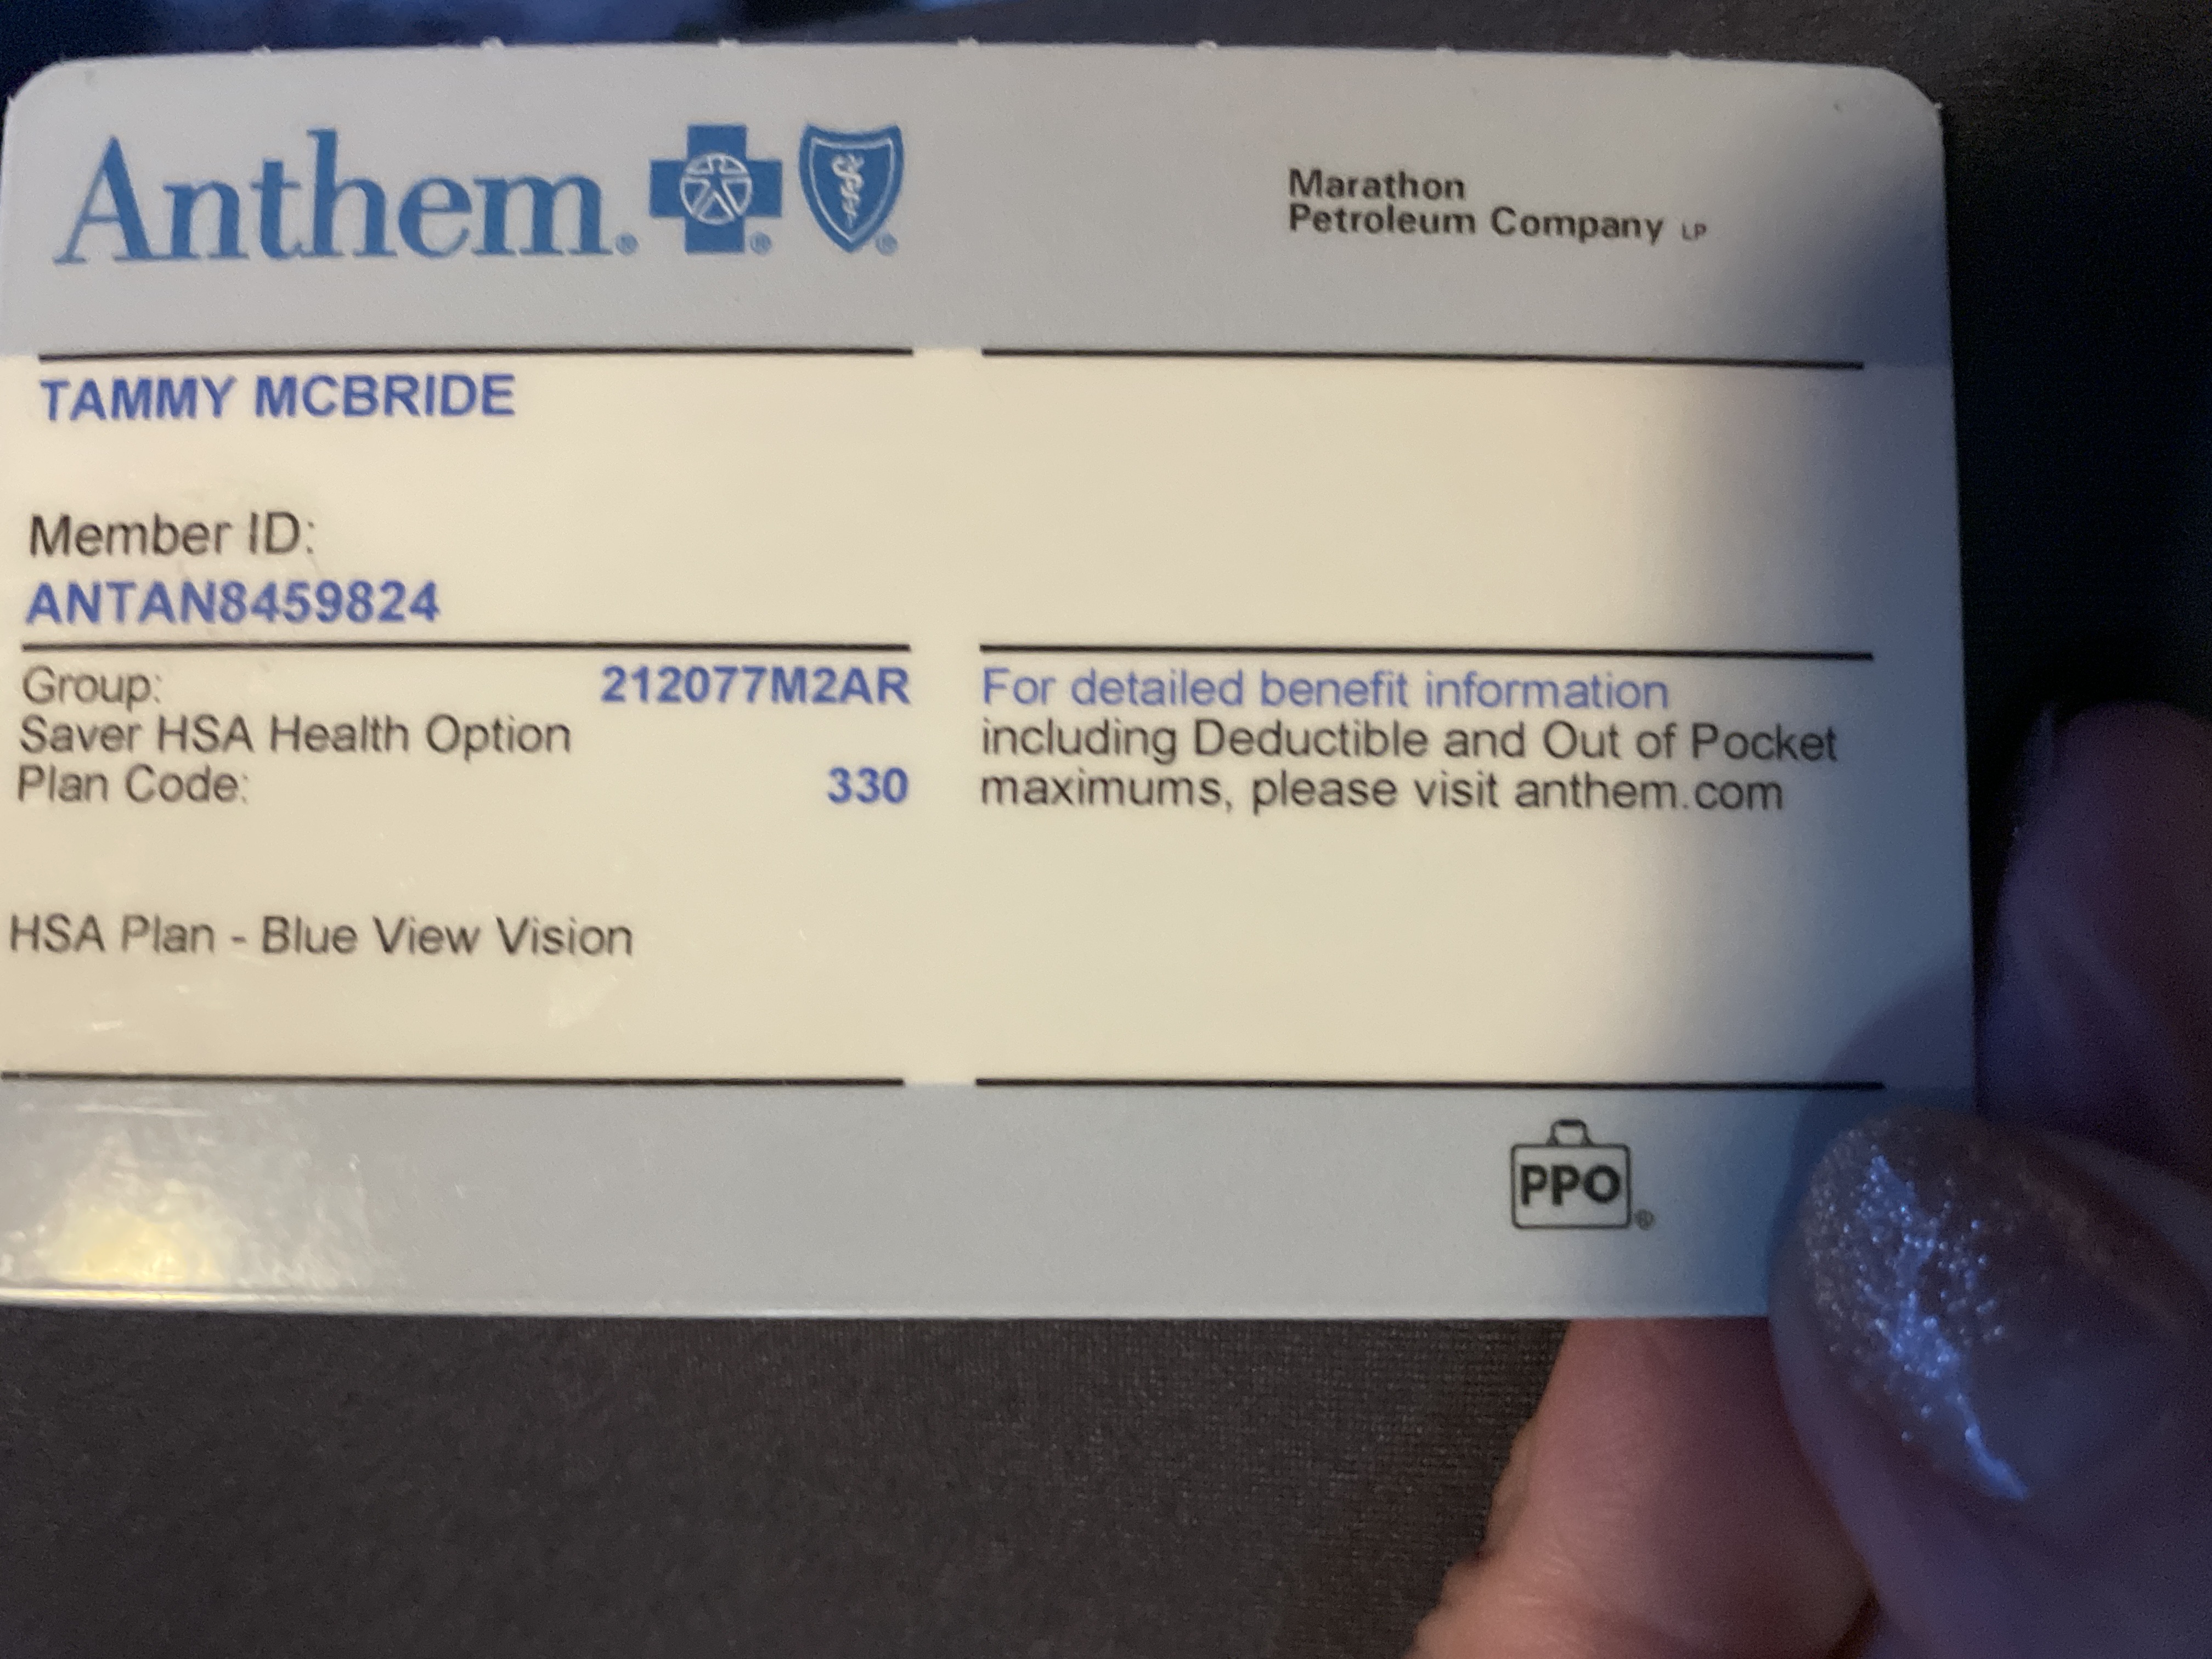 Anthem.®
Marathon
Petroleum Company LP
TAMMY MCBRIDE
Member ID:
ANTAN8459824
Group: 212077M2AR
Saver HSA Health Option
Plan Code: 330
For detailed benefit information
including Deductible and Out of Pocket
maximums, please visit anthem.com
HSA Plan - Blue View Vision
PPO®